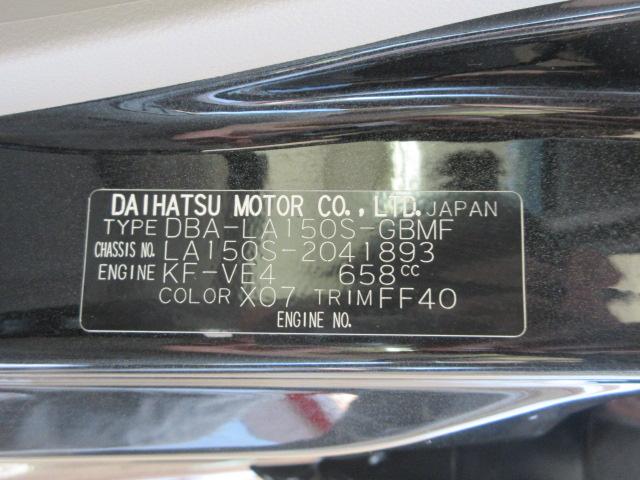 DAIHATSU MOTOR CO., LTD. JAPAN
TYPE DBA-LA150S-GBMF
CHASSIS NO. LA150S-2041893
ENGINE KF-VE4 658cc
COLOR X07 TRIM FF40
ENGINE NO.